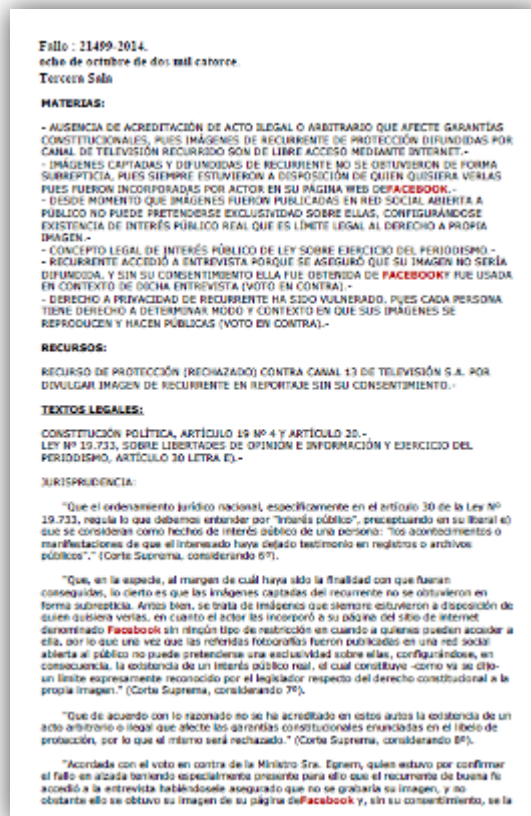 Fallo : 21499-2014.
ocho de octubre de dos mil catorce.
Tercera Sala
MATERIAS:
- AUSENCIA DE ACREDITACIÓN DE ACTO ILEGAL O ARBITRARIO QUE AFECTE GARANTÍAS
CONSTITUCIONALES, PUES IMÁGENES DE RECURRENTE DE PROTECCIÓN DIFUNDIDAS POR
CANAL DE TELEVISIÓN RECURRIDO SON DE LIBRE ACCESO MEDIANTE INTERNET.-
- IMÁGENES CAPTADAS Y DIFUNDIDAS DE RECURRENTE NO SE OBTUVIERON DE FORMA
SUBREPTICIA, PUES SIEMPRE ESTUVIERON A DISPOSICIÓN DE QUIEN QUISIERA VERLAS
PUES FUERON INCORPORADAS POR ACTOR EN SU PÁGINA WEB DEFACEBOOK.-
- DESDE MOMENTO QUE IMÁGENES FUERON PUBLICADAS EN RED SOCIAL ABIERTA A
PÚBLICO NO PUEDE PRETENDERSE EXCLUSIVIDAD SOBRE ELLAS, CONFIGURÁNDOSE
EXISTENCIA DE INTERÉS PÚBLICO REAL QUE ES LÍMITE LEGAL AL DERECHO A PROPIA
IMAGEN.-
- CONCEPTO LEGAL DE INTERÉS PÚBLICO DE LEY SOBRE EJERCICIO DEL PERIODISMO.-
- RECURRENTE ACCEDIÓ A ENTREVISTA PORQUE SE ASEGURÓ QUE SU IMAGEN NO SERÍA
DIFUNDIDA. Y SIN SU CONSENTIMIENTO ELLA FUE OBTENIDA DE FACEBOOKY FUE USADA
EN CONTEXTO DE DICHA ENTREVISTA (VOTO EN CONTRA).-
- DERECHO A PRIVACIDAD DE RECURRENTE HA SIDO VULNERADO, PUES CADA PERSONA
TIENE DERECHO A DETERMINAR MODO Y CONTEXTO EN QUE SUS IMÁGENES SE
REPRODUCEN Y HACEN PÚBLICAS (VOTO EN CONTRA).-
RECURSOS:
RECURSO DE PROTECCIÓN (RECHAZADO) CONTRA CANAL 13 DE TELEVISIÓN S.A. POR
DIVULGAR IMAGEN DE RECURRENTE EN REPORTAJE SIN SU CONSENTIMIENTO.-
TEXTOS LEGALES:
CONSTITUCIÓN POLÍTICA, ARTÍCULO 19 Nº 4 Y ARTÍCULO 20.-
LEY Nº 19.733, SOBRE LIBERTADES DE OPINIÓN E INFORMACIÓN Y EJERCICIO DEL
PERIODISMO, ARTÍCULO 30 LETRA E).-
JURISPRUDENCIA:
"Que el ordenamiento jurídico nacional, específicamente en el artículo 30 de la Ley Nº
19.733, regula lo que debemos entender por "interés público", preceptuando en su literal e)
que se consideran como hechos de interés público de una persona: "los acontecimientos o
manifestaciones de que el interesado haya dejado testimonio en registros o archivos
públicos"." (Corte Suprema, considerando 6º).
"Que, en la especie, al margen de cuál haya sido la finalidad con que fueran
conseguidas, lo cierto es que las imágenes captadas del recurrente no se obtuvieron en
forma subrepticia. Antes bien, se trata de imágenes que siempre estuvieron a disposición de
quien quisiera verlas, en cuanto el actor las incorporó a su página del sitio de internet
denominado Facebook sin ningún tipo de restricción en cuando a quienes pueden acceder a
ella, por lo que una vez que las referidas fotografías fueron publicadas en una red social
abierta al público no puede pretenderse una exclusividad sobre ellas, configurándose, en
consecuencia, la existencia de un interés público real, el cual constituye -como ya se dijo-
un límite expresamente reconocido por el legislador respecto del derecho constitucional a la
propia imagen." (Corte Suprema, considerando 7º).
"Que de acuerdo con lo razonado no se ha acreditado en estos autos la existencia de un
acto arbitrario o ilegal que afecte las garantías constitucionales enunciadas en el libelo de
protección, por lo que el mismo será rechazado." (Corte Suprema, considerando 8º).
"Acordada con el voto en contra de la Ministro Sra. Egnem, quien estuvo por confirmar
el fallo en alzada teniendo especialmente presente para ello que el recurrente de buena fe
accedió a la entrevista habiéndosele asegurado que no se grabaría su imagen, y no
obstante ello se obtuvo su imagen de su página deFacebook y, sin su consentimiento, se la